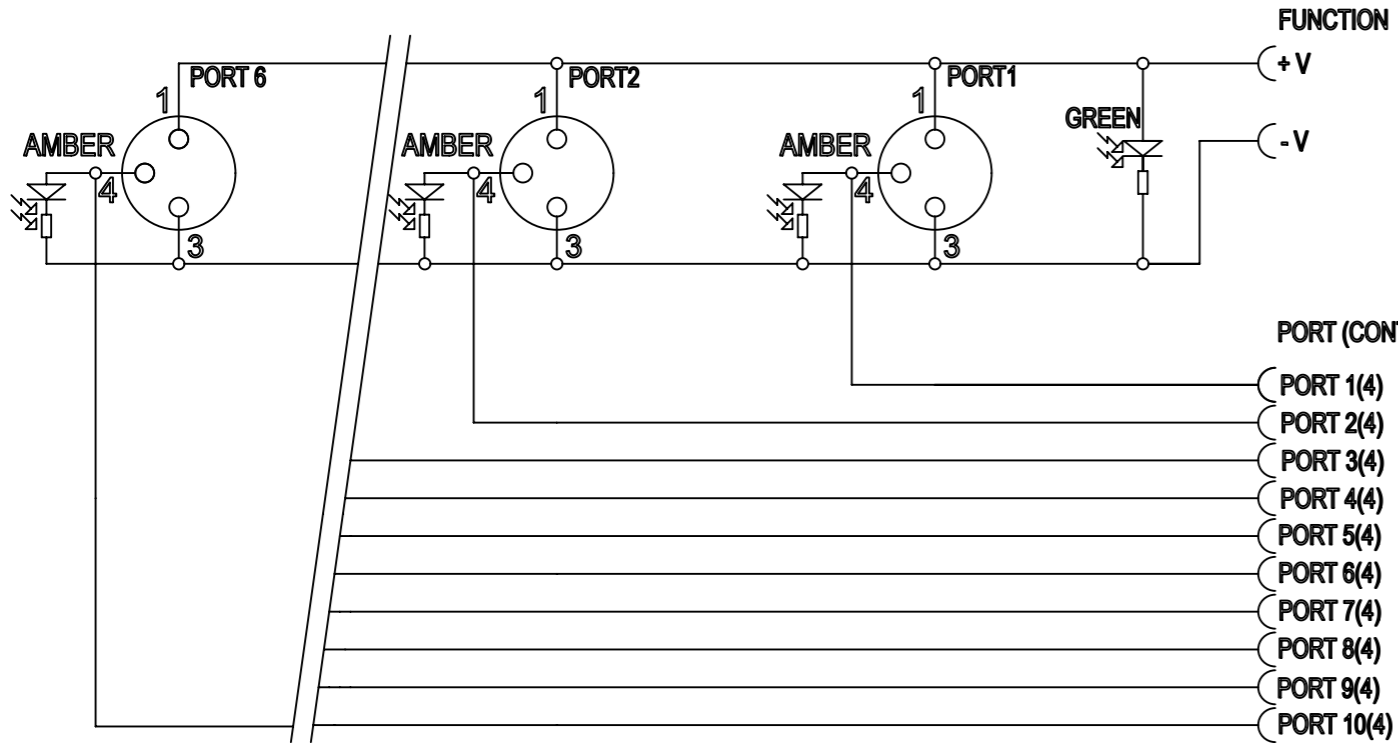 FUNCTION
+ V
- V
PORT 6
1
AMBER
4
3
PORT2
1
AMBER
4
3
PORT1
1
AMBER
4
3
GREEN
PORT (CONT
PORT 1(4)
PORT 2(4)
PORT 3(4)
PORT 4(4)
PORT 5(4)
PORT 6(4)
PORT 7(4)
PORT 8(4)
PORT 9(4)
PORT 10(4)